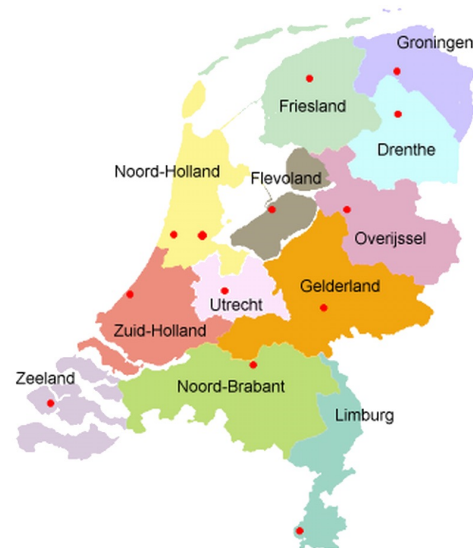 Groningen
Friesland
Drenthe
Noord-Holland
Flevoland
Overijssel
Gelderland
Utrecht
Zuid-Holland
Zeeland
Noord-Brabant
Limburg